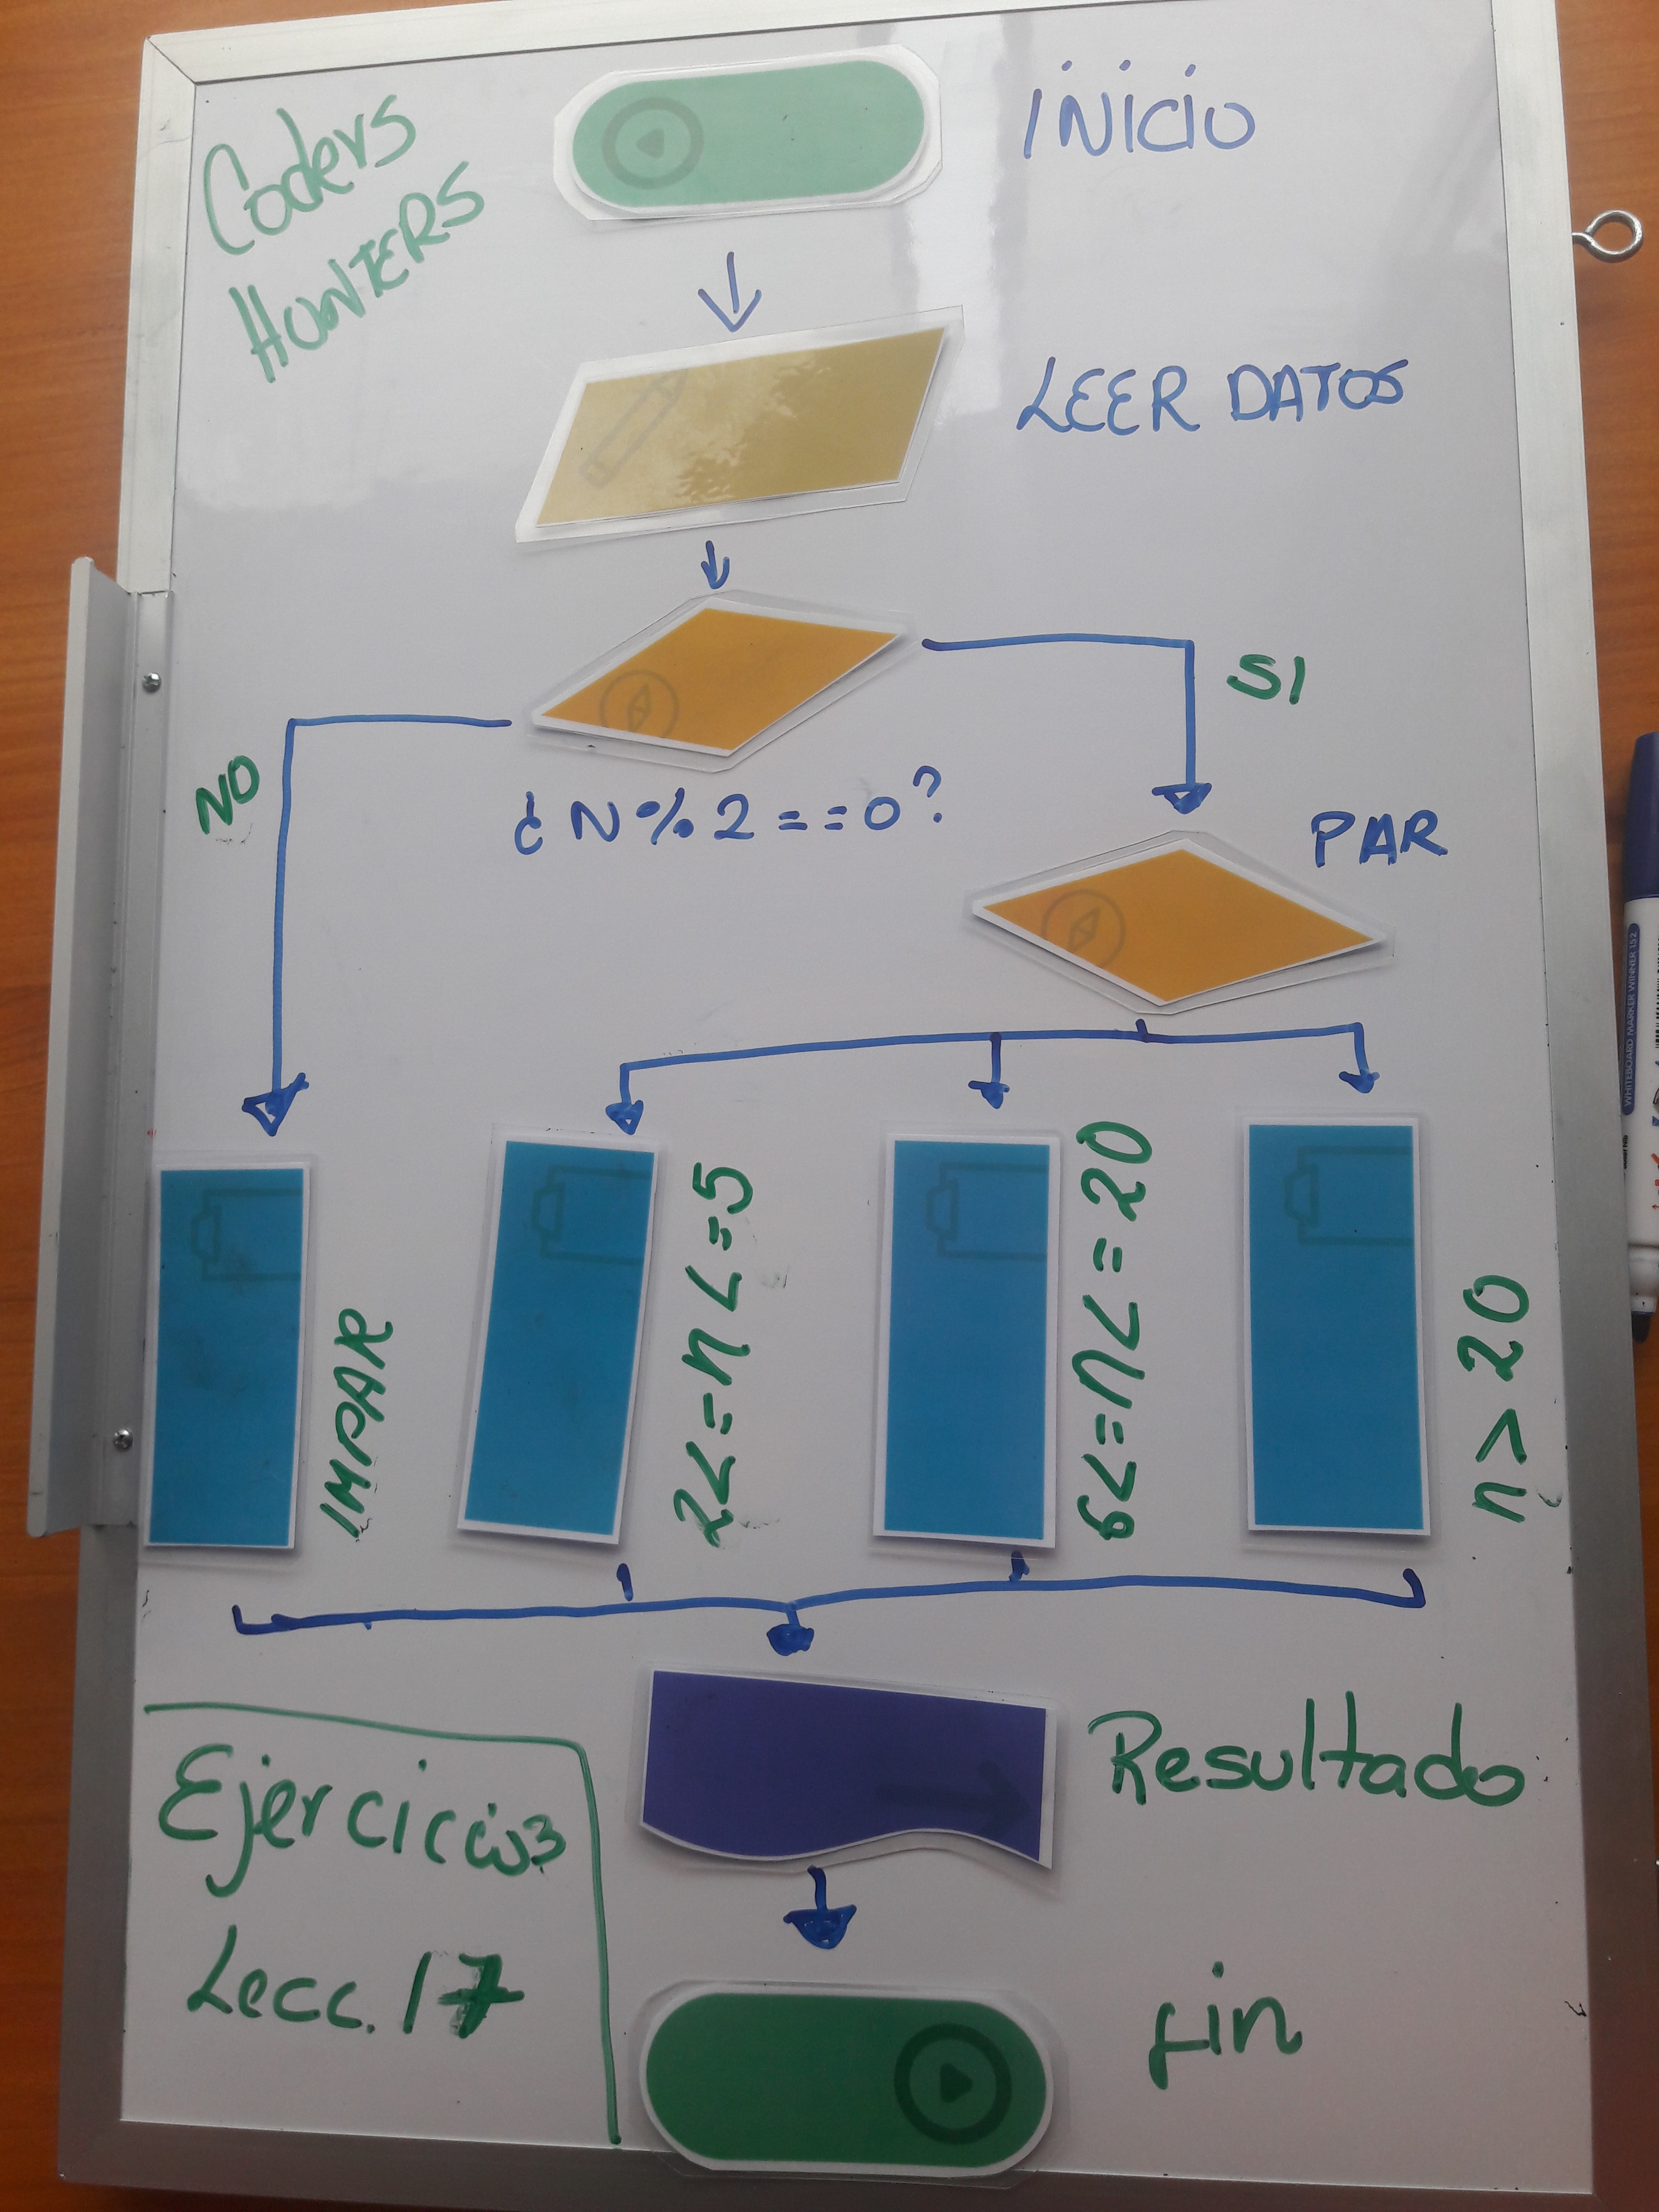 Coders
HUNTERS
INICIO
LEER DATOS
SI
NO
¿N%2==0?
PAR
IMPAR
2<=n<=5
6<=n<=20
n>20
Resultado
Ejercicio3
Lecc. 17
fin
WHITEBOARD MARKER WINNER 152